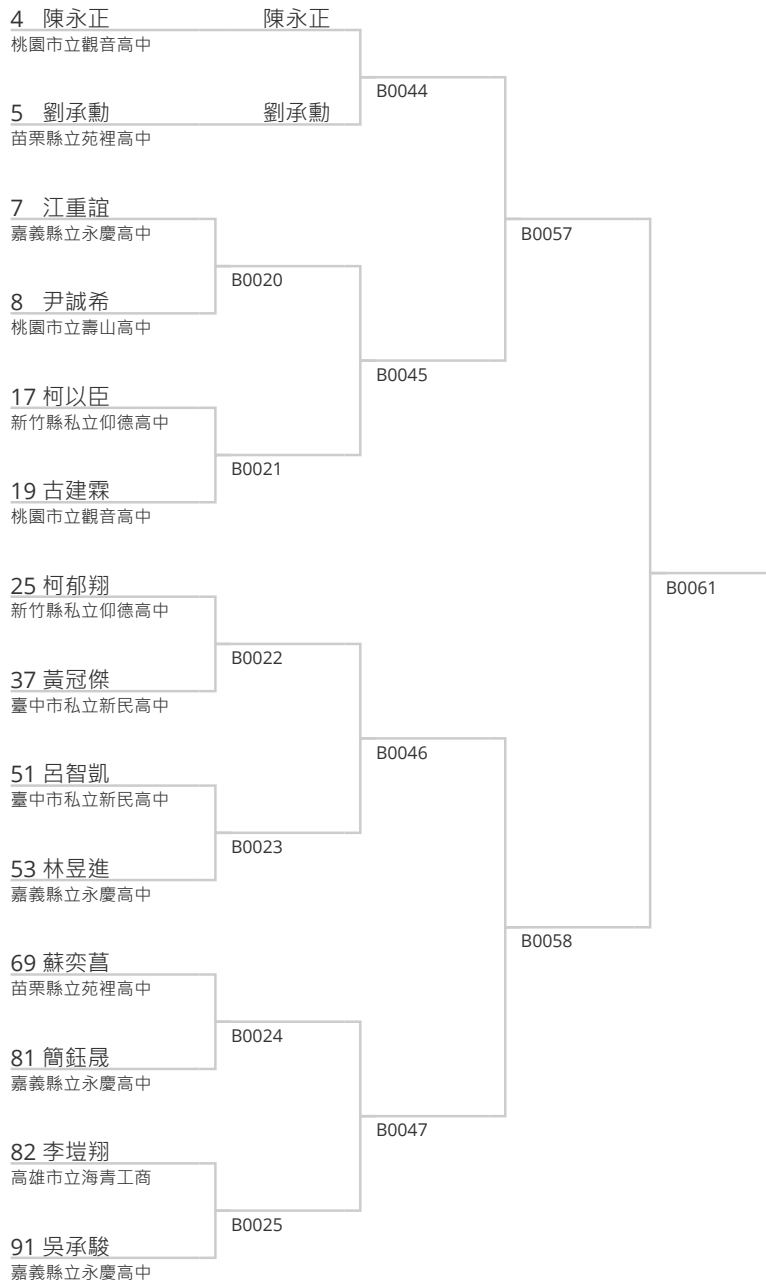 4 陳永正 陳永正
桃園市立觀音高中
B0044
5 劉承勳 劉承勳
苗栗縣立苑裡高中
7 江重誼
嘉義縣立永慶高中
B0057
B0020
8 尹誠希
桃園市立壽山高中
B0045
17 柯以臣
新竹縣私立仰德高中
B0021
19 古建霖
桃園市立觀音高中
25 柯郁翔
B0061
新竹縣私立仰德高中
B0022
37 黃冠傑
臺中市私立新民高中
B0046
51 呂智凱
臺中市私立新民高中
B0023
53 林昱進
嘉義縣立永慶高中
B0058
69 蘇奕菖
苗栗縣立苑裡高中
B0024
81 簡鈺晟
嘉義縣立永慶高中
B0047
82 李塏翔
高雄市立海青工商
B0025
91 吳承駿
嘉義縣立永慶高中